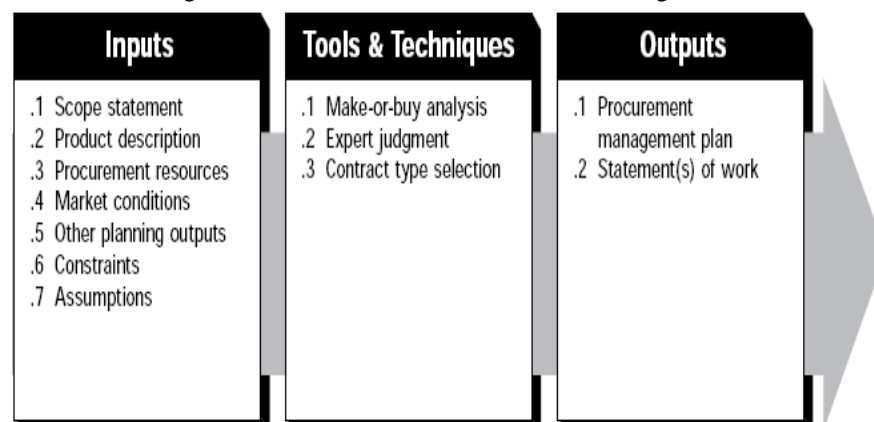 Inputs
.1 Scope statement
.2 Product description
.3 Procurement resources
.4 Market conditions
.5 Other planning outputs
.6 Constraints
.7 Assumptions
Tools & Techniques
.1 Make-or-buy analysis
.2 Expert judgment
.3 Contract type selection
Outputs
.1 Procurement
management plan
.2 Statement(s) of work